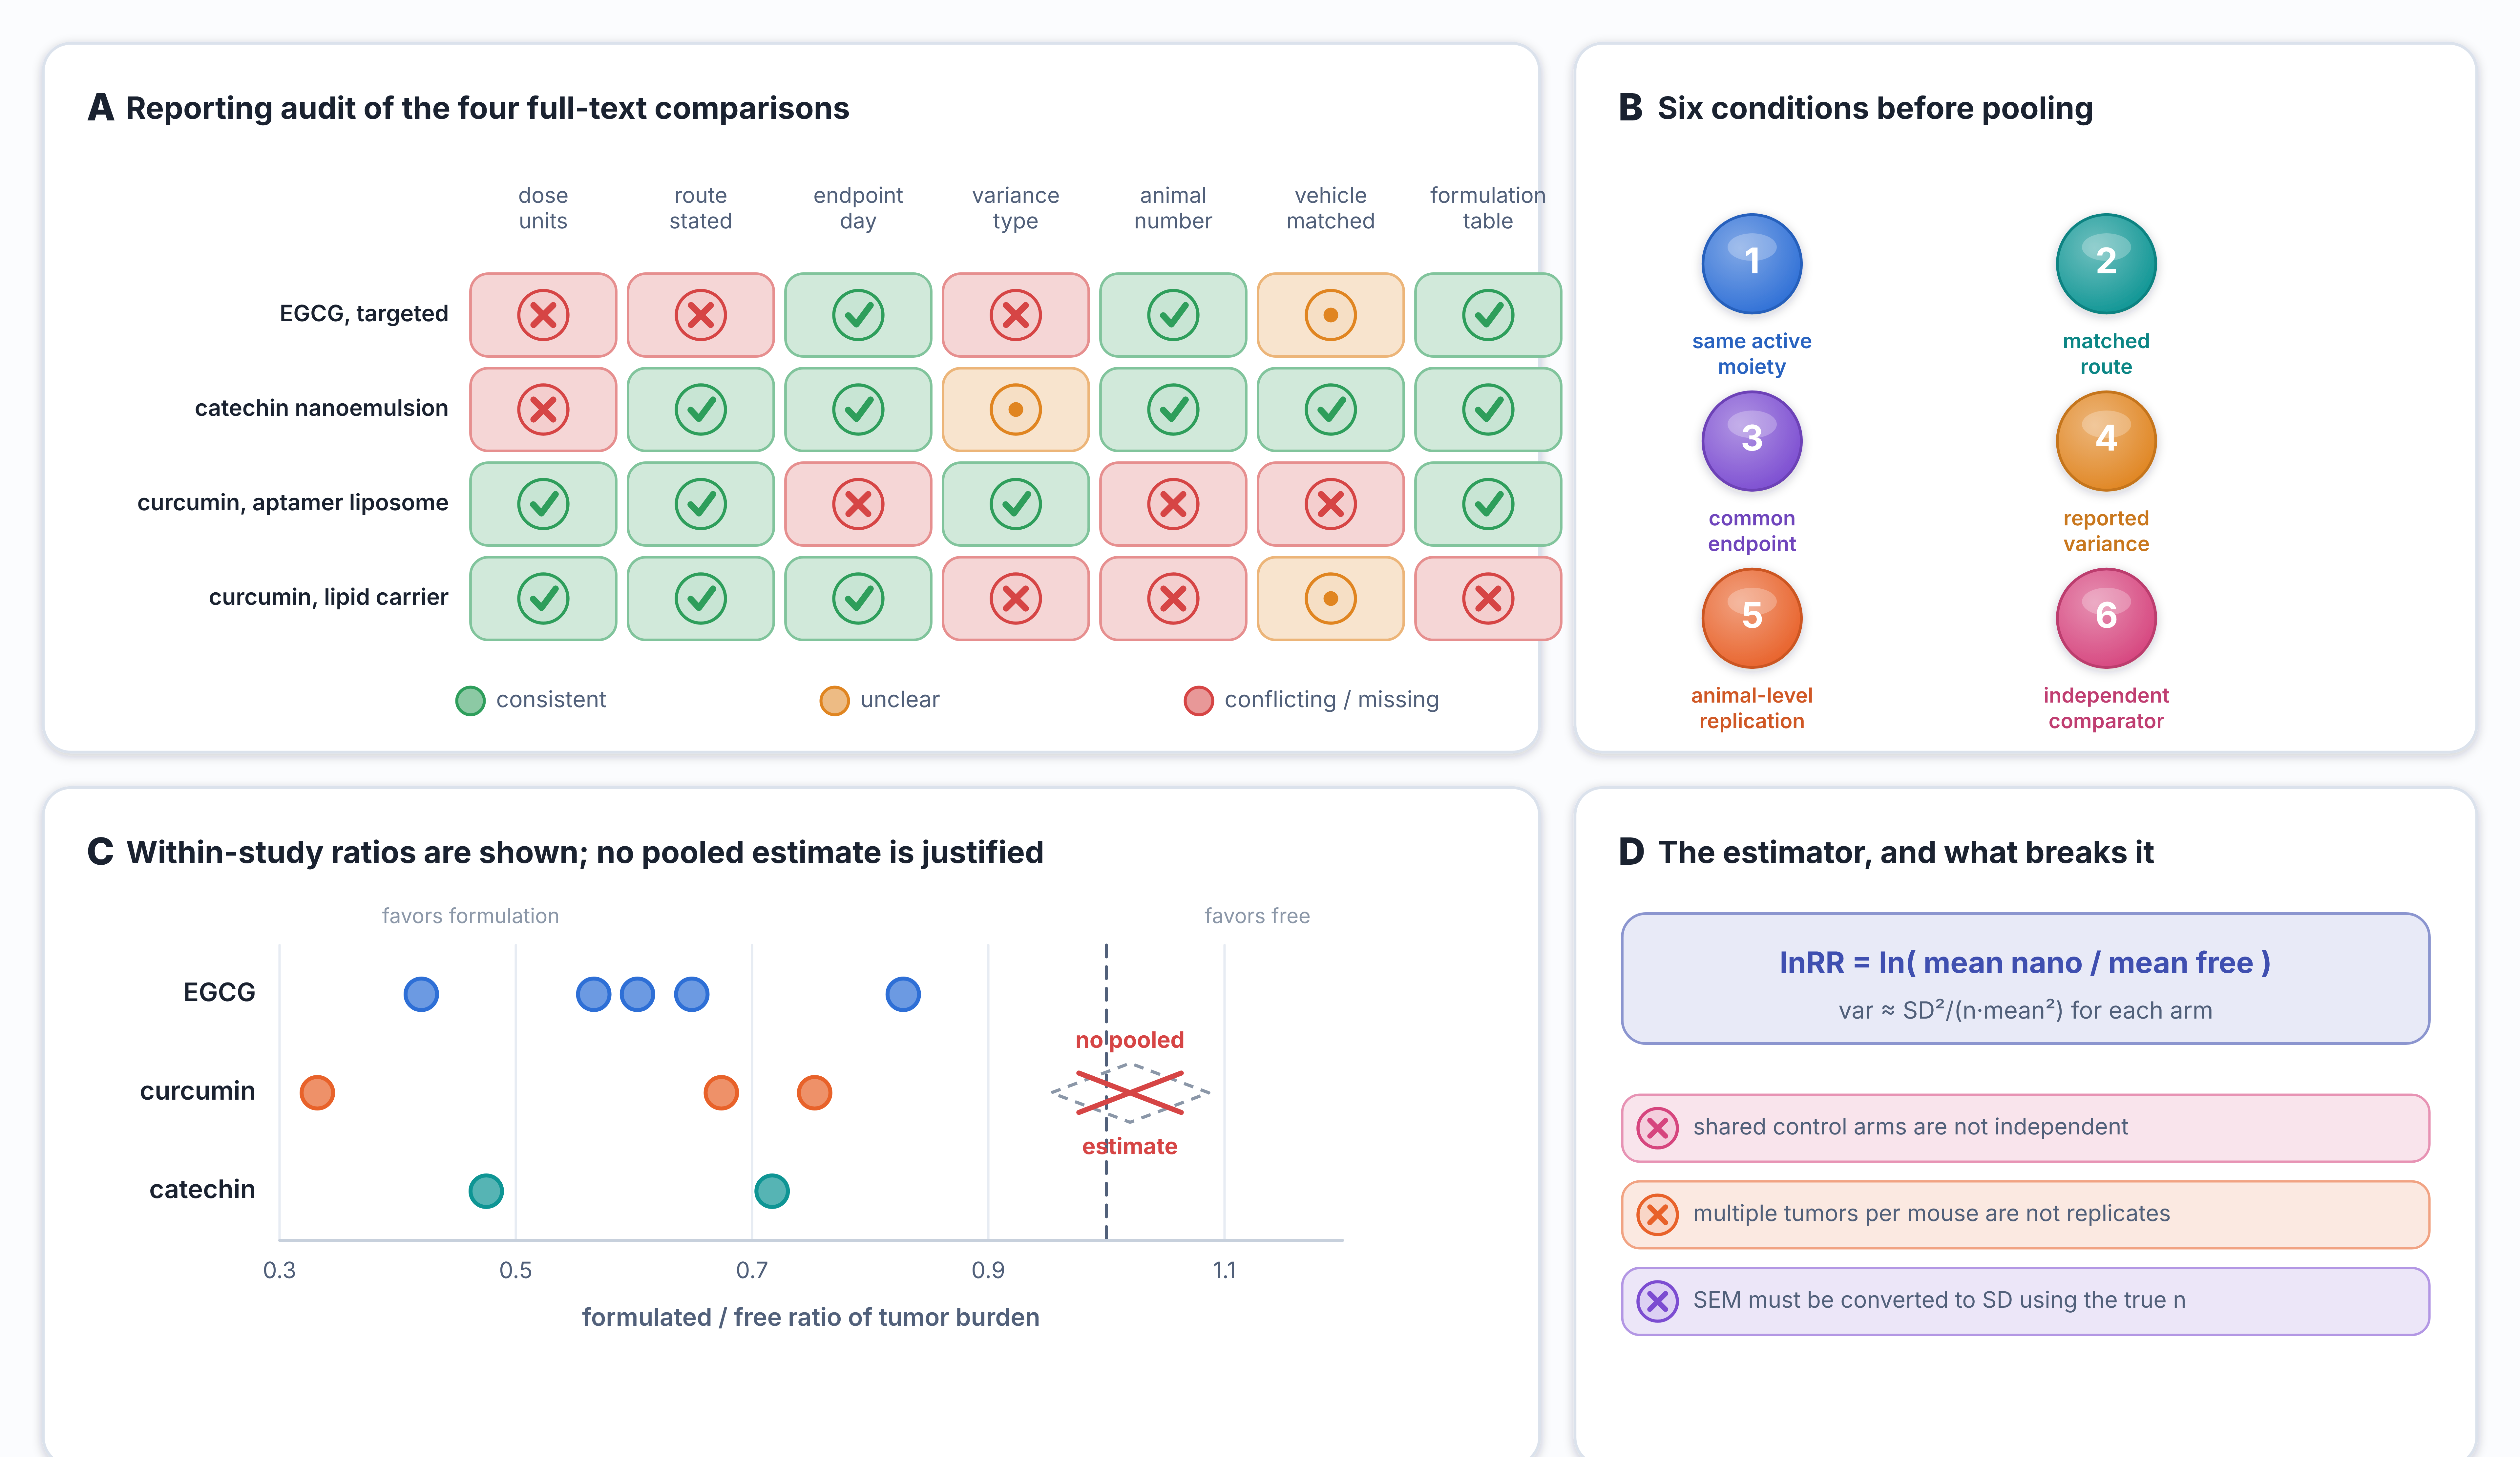 A Reporting audit of the four full-text comparisons
dose
units
route
stated
endpoint
day
variance
type
animal
number
vehicle
matched
formulation
table
EGCG, targeted
catechin nanoemulsion
curcumin, aptamer liposome
curcumin, lipid carrier
consistent
unclear
conflicting / missing
B Six conditions before pooling
1
same active
moiety
2
matched
route
3
common
endpoint
4
reported
variance
5
animal-level
replication
6
independent
comparator
C Within-study ratios are shown; no pooled estimate is justified
favors formulation
favors free
EGCG
curcumin
catechin
no pooled
estimate
0.3
0.5
0.7
0.9
1.1
formulated / free ratio of tumor burden
D The estimator, and what breaks it
lnRR = ln( mean nano / mean free )
var ≈ SD²/(n·mean²) for each arm
shared control arms are not independent
multiple tumors per mouse are not replicates
SEM must be converted to SD using the true n